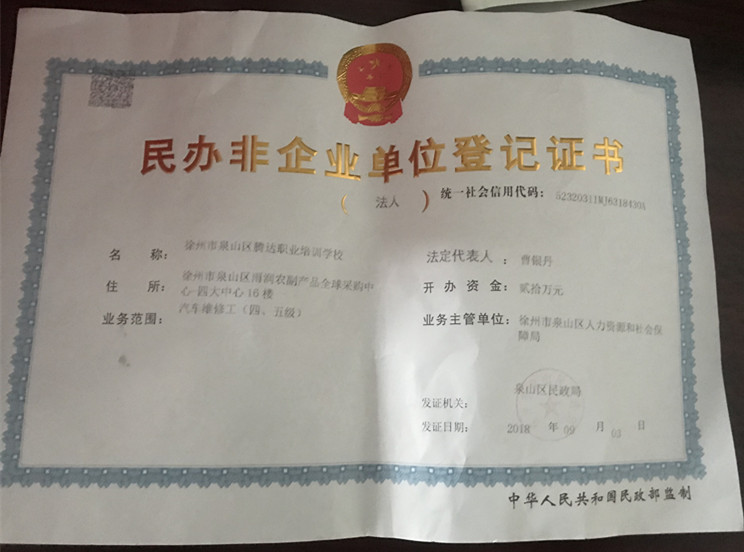 民办非企业单位登记证书
（ 法人 ）
统一社会信用代码：
名 称： 徐州市泉山区腾达职业培训学校
住 所： 徐州市泉山区雨润农副产品全球采购中
心四大中心16楼
业务范围： 汽车维修工（四、五级）
法定代表人： 曹银丹
开办资金： 贰拾万元
业务主管单位： 徐州市泉山区人力资源和社会保
障局
发证机关： 泉山区民政局
发证日期： 2018 年 09 月 03 日
中华人民共和国民政部监制